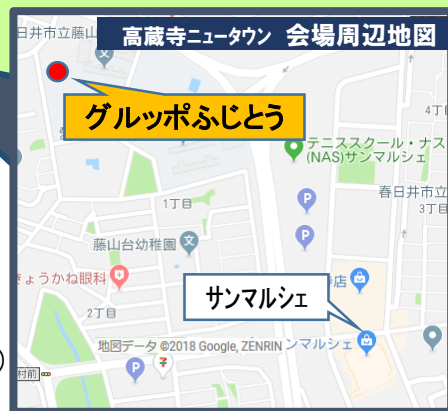 高蔵寺ニュータウン 会場周辺地図
日井市立藤山
グルッポふじとう
4丁目
テニススクール・ナス
(NAS)サンマルシェ
1丁目
春日井市立
3丁目
藤山台幼稚園
きょうかね眼科
サンマルシェ
店
2丁目
地図データ ©2018 Google, ZENRIN
ンマルシェ
村前